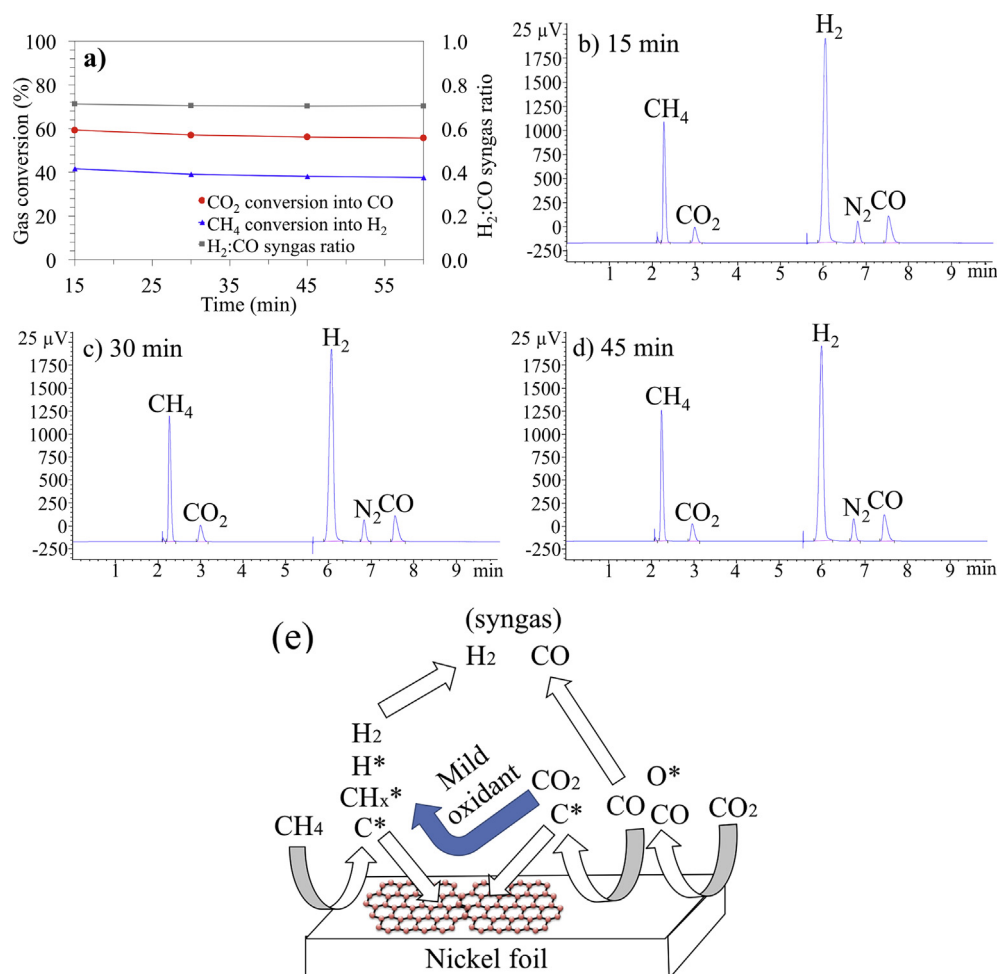 a)
Gas conversion (%)
100
80
60
40
20
0
1.0
0.8
0.6
0.4
0.2
0.0
H2:CO syngas ratio
CO2 conversion into CO
CH4 conversion into H2
H2:CO syngas ratio
15 25 35 45 55
Time (min)
b) 15 min
25 µV
1750
1500
1250
1000
750
500
250
0
-250
CH4
CO2
H2
N2
CO
1 2 3 4 5 6 7 8 9 min
c) 30 min
25 µV
1750
1500
1250
1000
750
500
250
0
-250
CH4
CO2
H2
N2
CO
1 2 3 4 5 6 7 8 9 min
d) 45 min
25 µV
1750
1500
1250
1000
750
500
250
0
-250
CH4
CO2
H2
N2
CO
1 2 3 4 5 6 7 8 9 min
(e)
(syngas)
H2 CO
H2
H*
CHx*
C*
CH4
Mild
oxidant
CO2
C*
O*
CO
CO
CO2
Nickel foil